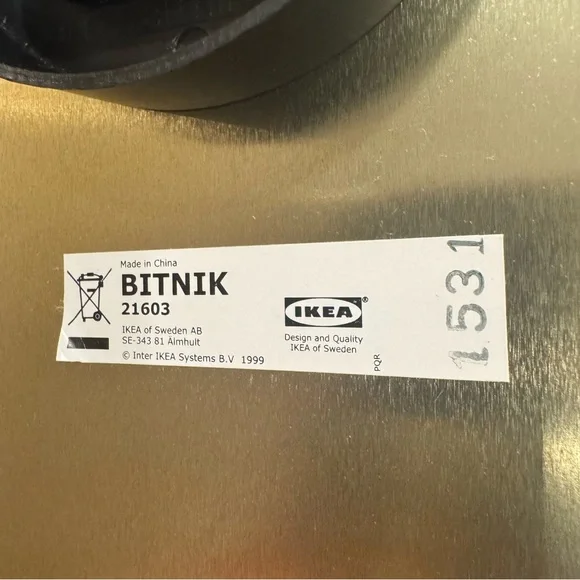 Made in China
BITNIK
21603
IKEA of Sweden AB
SE-343 81 Älmhult
© Inter IKEA Systems B.V 1999
IKEA®
Design and Quality
IKEA of Sweden
PQR
1531